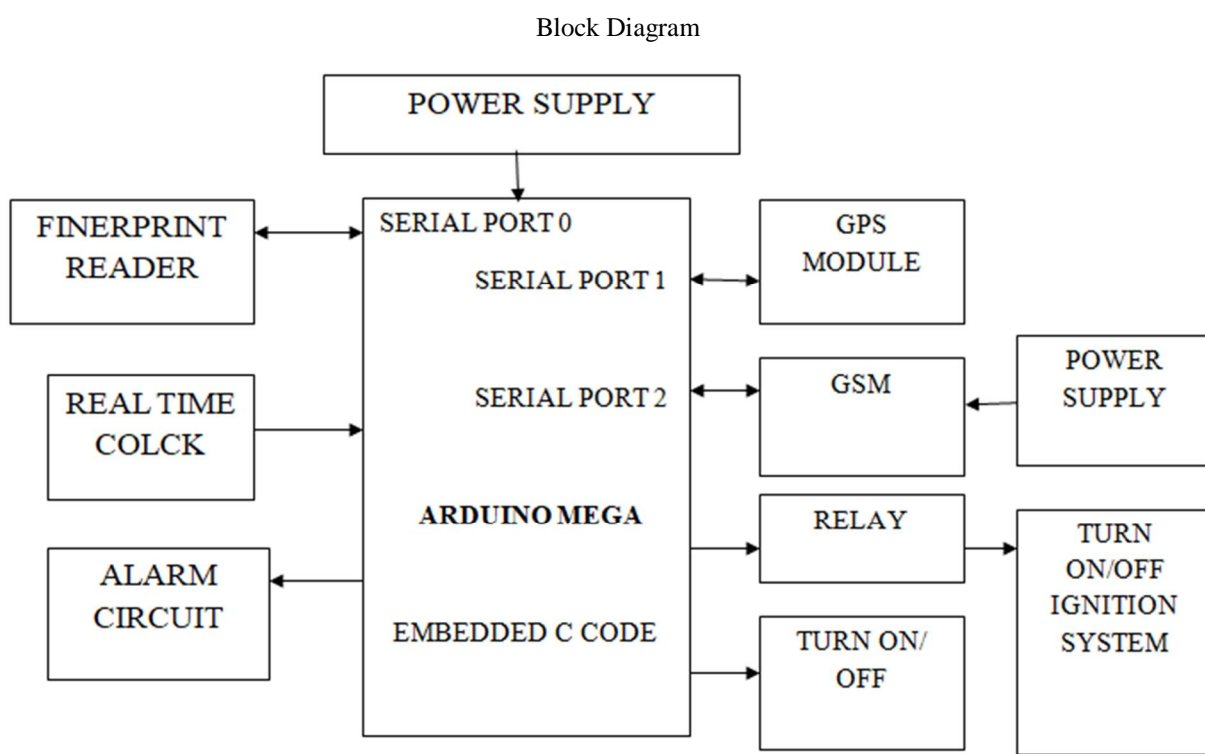 Block Diagram
POWER SUPPLY
FINERPRINT
READER
REAL TIME
COLCK
ALARM
CIRCUIT
SERIAL PORT 0
SERIAL PORT 1
SERIAL PORT 2
ARDUINO MEGA
EMBEDDED C CODE
GPS
MODULE
GSM
POWER
SUPPLY
RELAY
TURN
ON/OFF
IGNITION
SYSTEM
TURN ON/
OFF